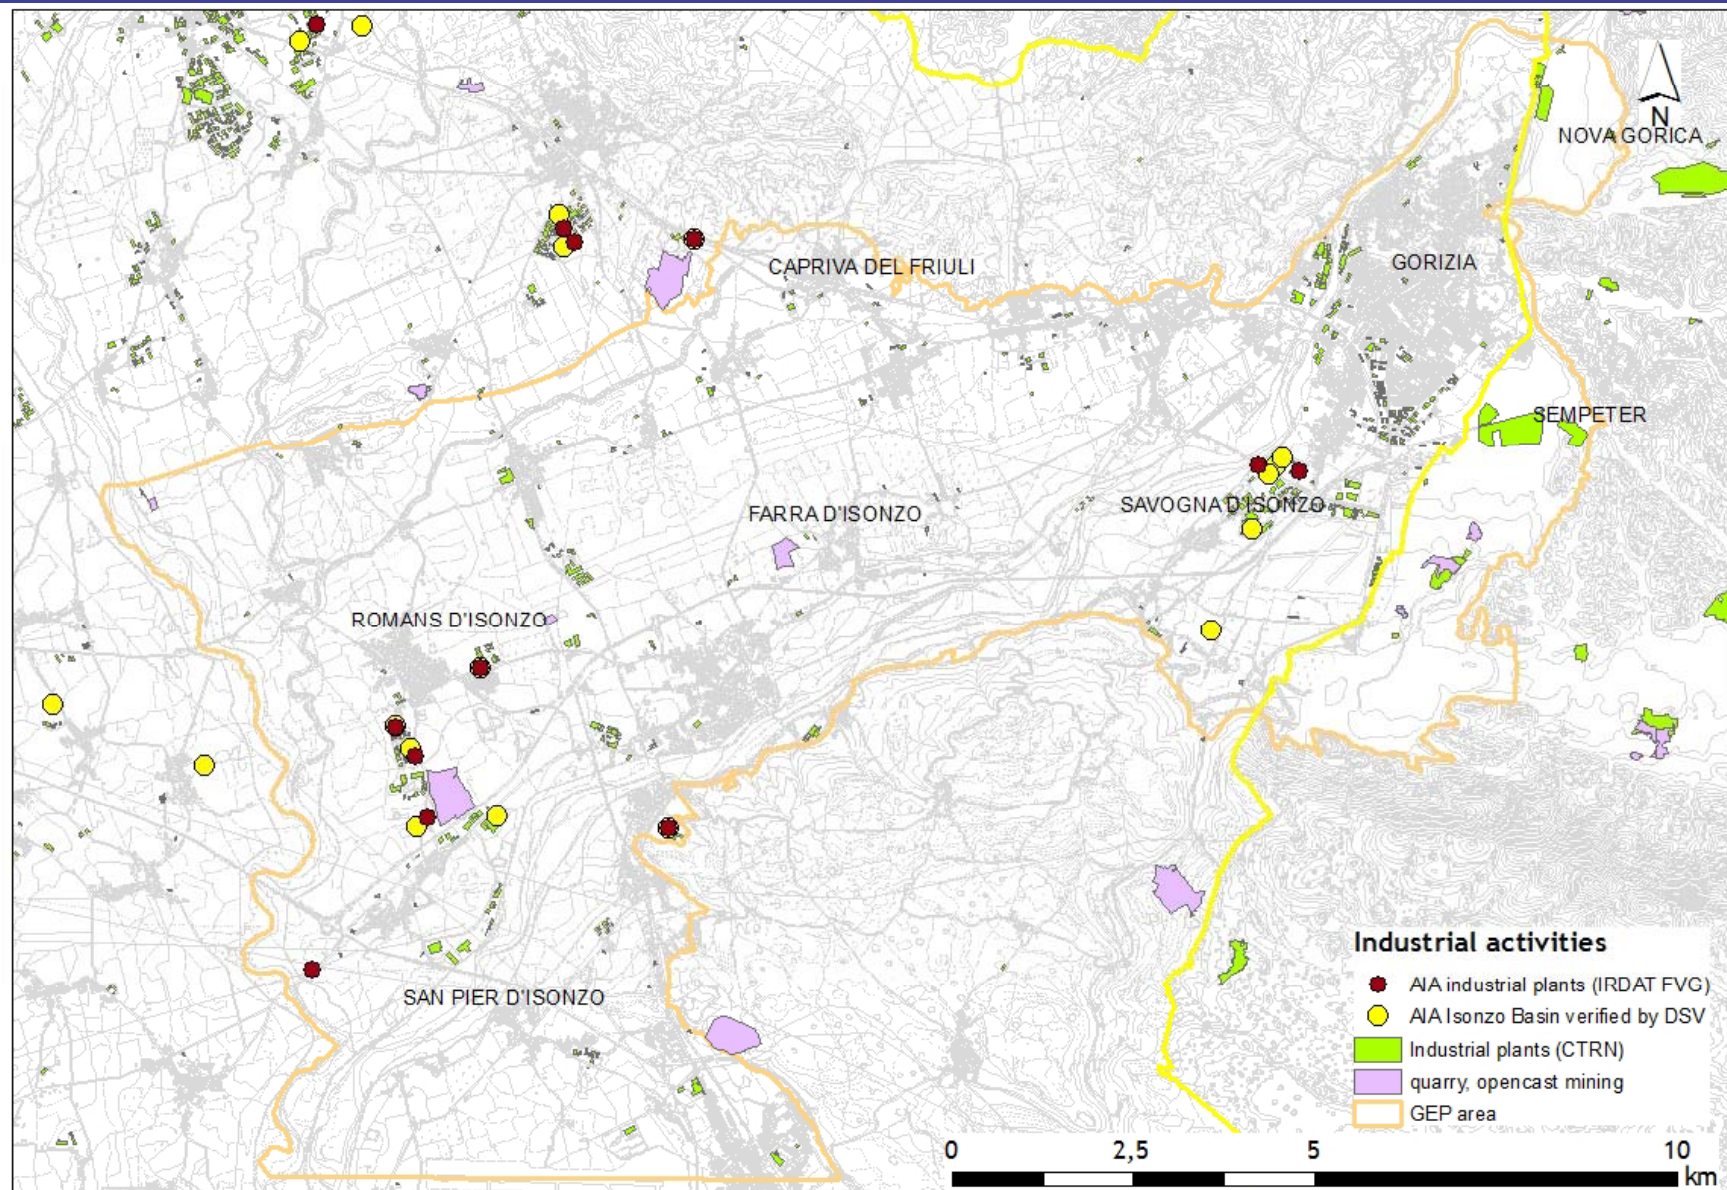 N
NOVA GORICA
CAPRIVA DEL FRIULI
GORIZIA
SEMPETER
SAVOGNA D'ISONZO
FARRA D'ISONZO
ROMANS D'ISONZO
SAN PIER D'ISONZO
Industrial activities
AIA industrial plants (IRDAT FVG)
AIA Isonzo Basin verified by DSV
Industrial plants (CTRN)
quarry, opencast mining
GEP area
0 2,5 5 10
km